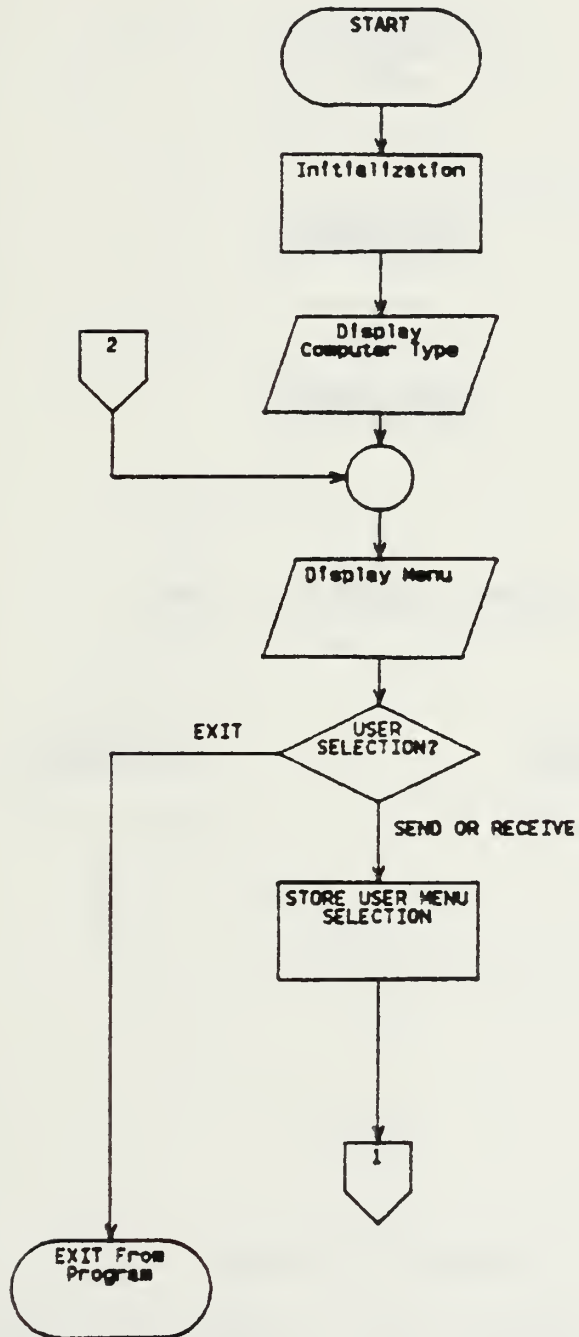 START
Initialization
Display
Computer Type
2
Display Menu
USER
SELECTION?
EXIT
SEND OR RECEIVE
STORE USER MENU
SELECTION
1
EXIT From
Program